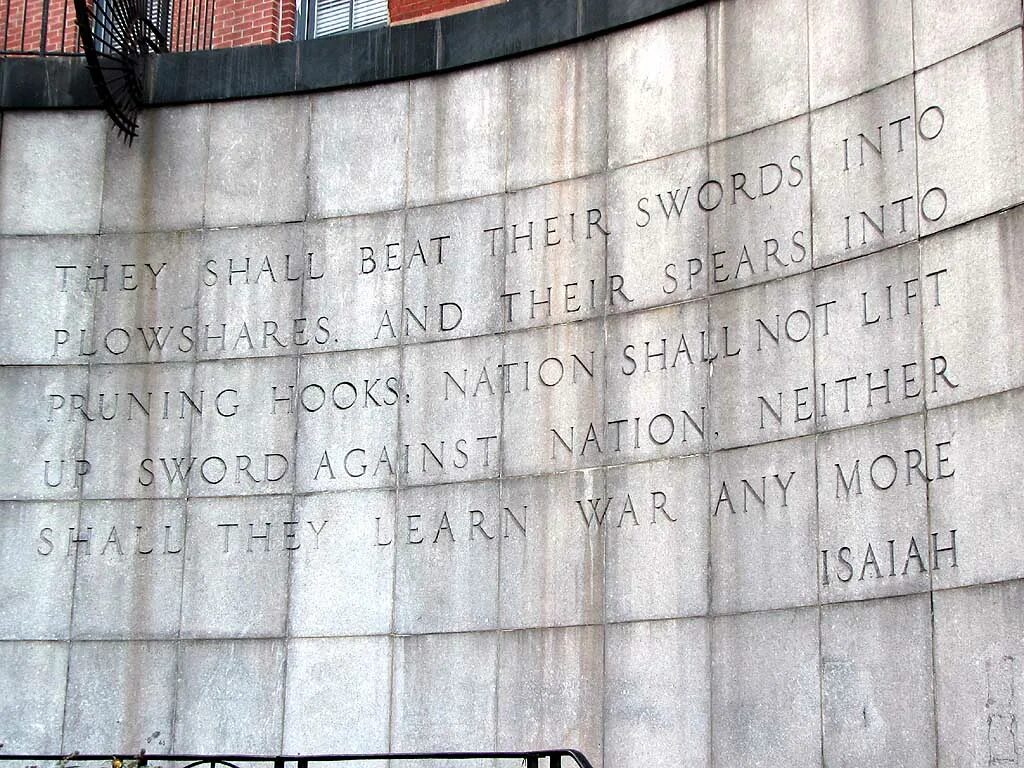 THEY SHALL BEAT THEIR SWORDS INTO
PLOWSHARES. AND THEIR SPEARS INTO
PRUNING HOOKS: NATION SHALL NOT LIFT
UP SWORD AGAINST NATION. NEITHER
SHALL THEY LEARN WAR ANY MORE
ISAIAH